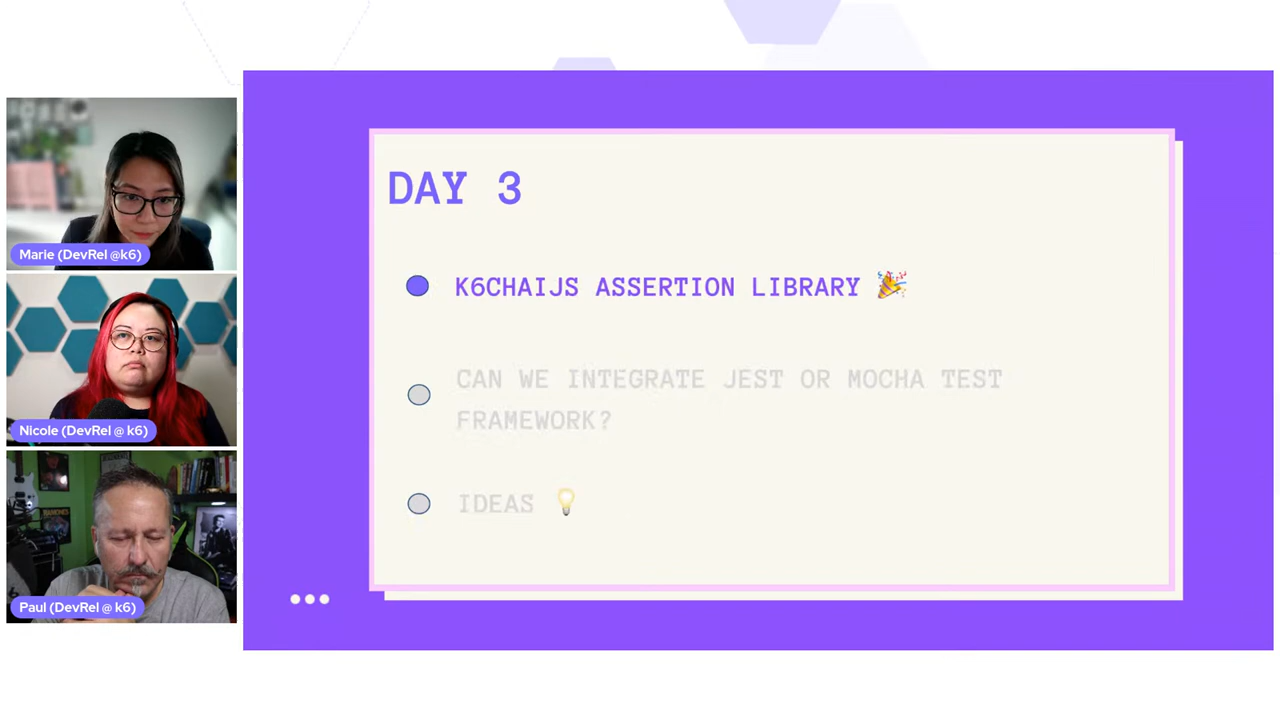 Marie (DevRel @k6)
Nicole (DevRel @ k6)
Paul (DevRel @ k6)
DAY 3
K6CHAIJS ASSERTION LIBRARY 🎉
CAN WE INTEGRATE JEST OR MOCHA TEST
FRAMEWORK?
IDEAS 💡
RAMONES